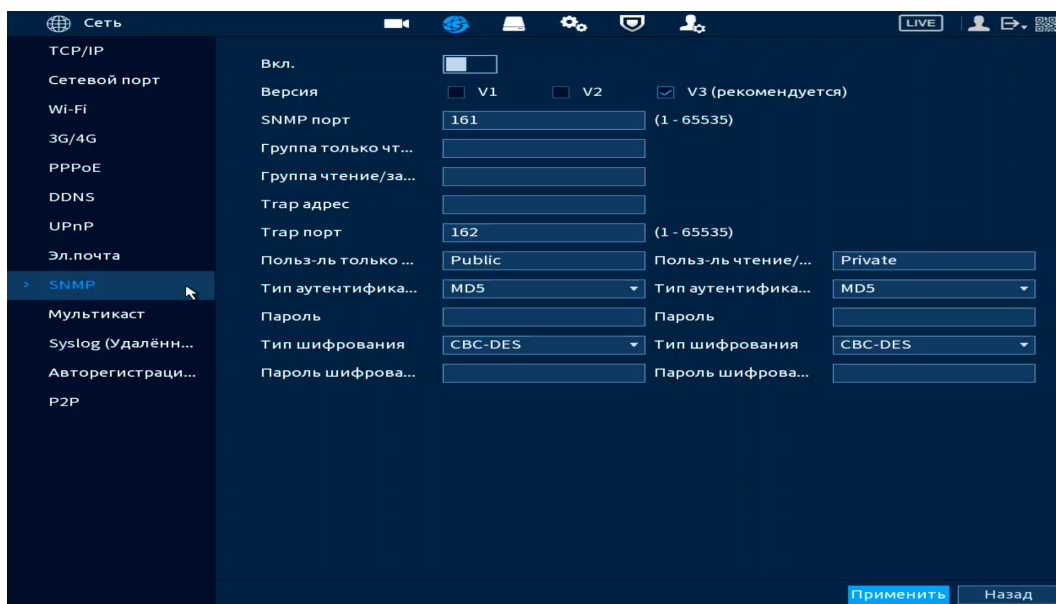 Сеть
LIVE
TCP/IP
Сетевой порт
Wi-Fi
3G/4G
PPPoE
DDNS
UPnP
Эл.почта
> SNMP
Мультикаст
Syslog (Удалённ...
Авторегистраци...
P2P
Вкл.
Версия V1 V2 V3 (рекомендуется)
SNMP порт 161 (1 - 65535)
Группа только чт...
Группа чтение/за...
Trap адрес
Trap порт 162 (1 - 65535)
Польз-ль только ... Public Польз-ль чтение/... Private
Тип аутентифика... MD5 Тип аутентифика... MD5
Пароль Пароль
Тип шифрования CBC-DES Тип шифрования CBC-DES
Пароль шифрова... Пароль шифрова...
Применить Назад